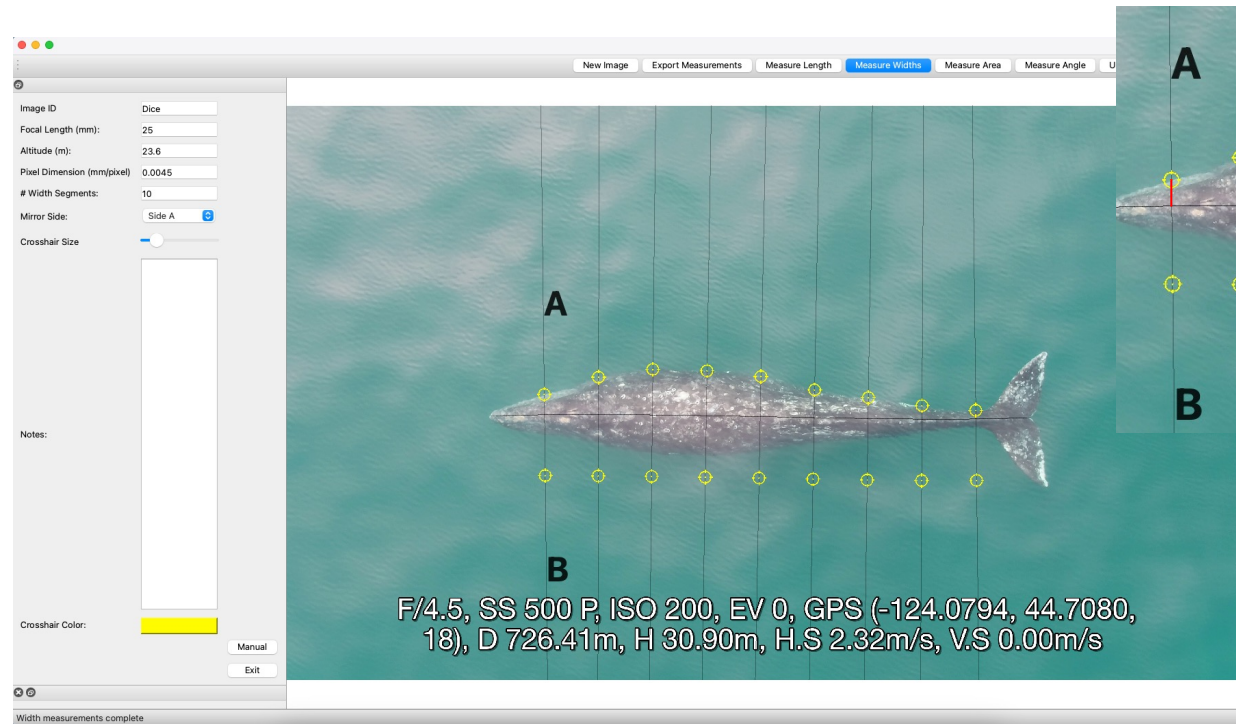 New Image Export Measurements Measure Length Measure Widths Measure Area Measure Angle U
Image ID Dice
Focal Length (mm): 25
Altitude (m): 23.6
Pixel Dimension (mm/pixel) 0.0045
# Width Segments: 10
Mirror Side: Side A
Crosshair Size
Notes:
Crosshair Color:
Manual
Exit
Width measurements complete
A
B
A
B
F/4.5, SS 500 P, ISO 200, EV 0, GPS (-124.0794, 44.7080,
18), D 726.41m, H 30.90m, H.S 2.32m/s, V.S 0.00m/s